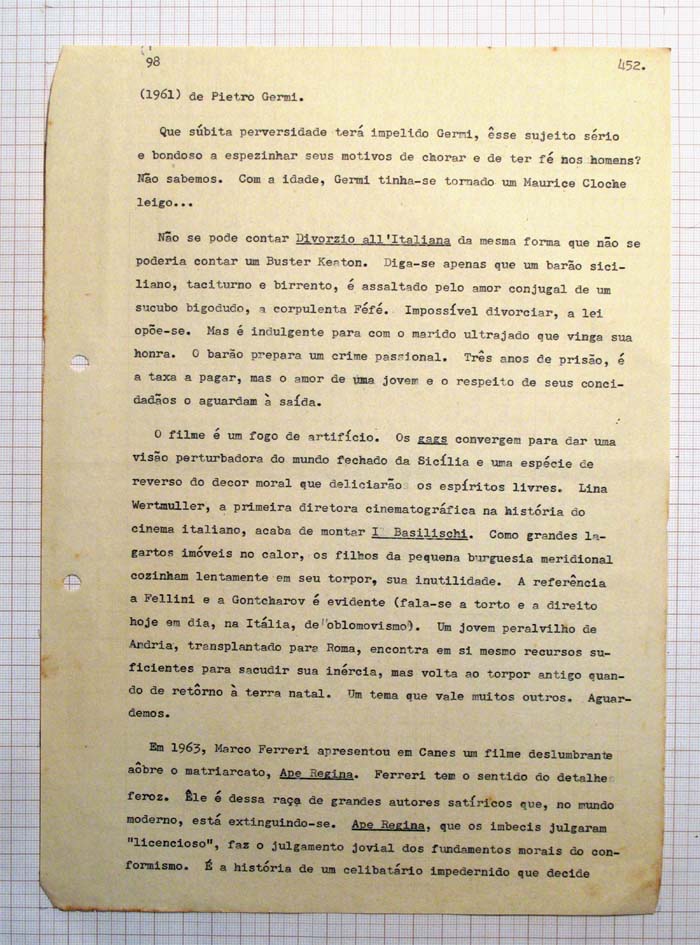 98
452.
(1961) de Pietro Germi.
Que súbita perversidade terá impelido Germi, êsse sujeito sério
e bondoso a espezinhar seus motivos de chorar e de ter fé nos homens?
Não sabemos. Com a idade, Germi tinha-se tornado um Maurice Cloche
leigo...
Não se pode contar Divorzio all'Italiana da mesma forma que não se
poderia contar um Buster Keaton. Diga-se apenas que um barão sici-
liano, taciturno e birrento, é assaltado pelo amor conjugal de um
sucubo bigodudo, a corpulenta Féfé. Impossível divorciar, a lei
opõe-se. Mas é indulgente para com o marido ultrajado que vinga sua
honra. O barão prepara um crime passional. Três anos de prisão, é
a taxa a pagar, mas o amor de uma jovem e o respeito de seus conci-
dadãos o aguardam à saída.
O filme é um fogo de artifício. Os gags convergem para dar uma
visão perturbadora do mundo fechado da Sicília e uma espécie de
reverso do decor moral que deliciarão os espíritos livres. Lina
Wertmuller, a primeira diretora cinematográfica na história do
cinema italiano, acaba de montar I Basilischi. Como grandes la-
gartos imóveis no calor, os filhos da pequena burguesia meridional
cozinham lentamente em seu torpor, sua inutilidade. A referência
a Fellini e a Gontcharov é evidente (fala-se a torto e a direito
hoje em dia, na Itália, de "oblomovismo). Um jovem peralvilho de
Andria, transplantado para Roma, encontra em si mesmo recursos su-
ficientes para sacudir sua inércia, mas volta ao torpor antigo quan-
do de retôrno à terra natal. Um tema que vale muitos outros. Aguar-
demos.
Em 1963, Marco Ferreri apresentou em Canes um filme deslumbrante
aôbre o matriarcato, Ape Regina. Ferreri tem o sentido do detalhe
feroz. Êle é dessa raça de grandes autores satíricos que, no mundo
moderno, está extinguindo-se. Ape Regina, que os imbecis julgaram
"licencioso", faz o julgamento jovial dos fundamentos morais do con-
formismo. É a história de um celibatário impedernido que decide